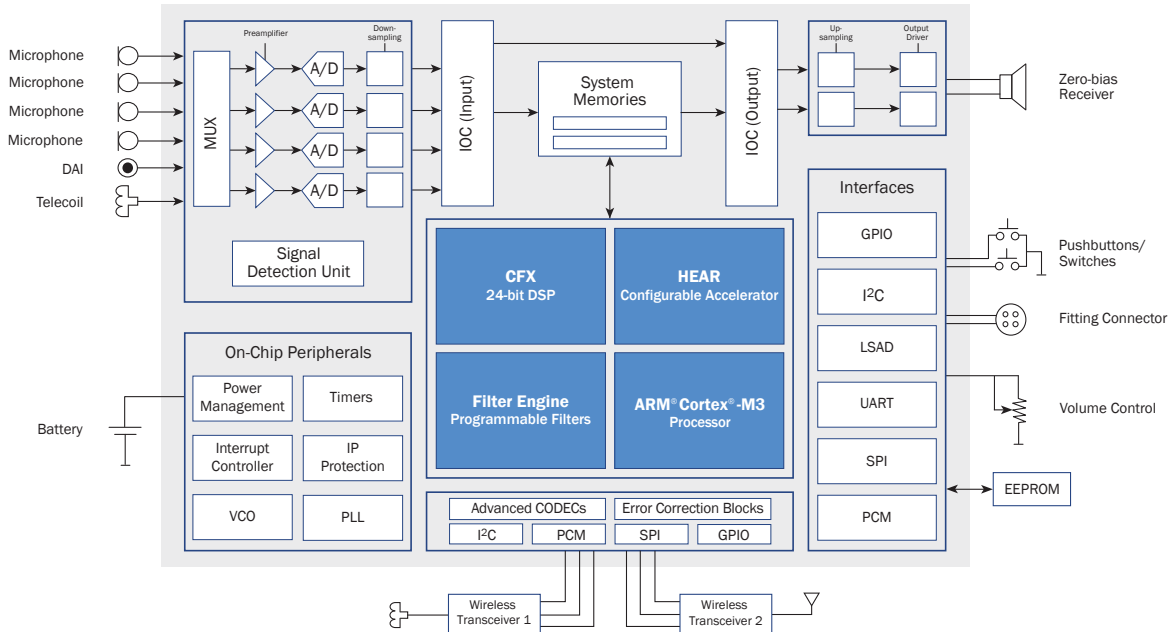 Microphone
Microphone
Microphone
Microphone
DAI
Telecoil
Preamplifier
Down-
sampling
MUX
A/D
A/D
A/D
A/D
Signal
Detection Unit
IOC (Input)
System
Memories
IOC (Output)
Up-
sampling
Output
Driver
Zero-bias
Receiver
CFX
24-bit DSP
HEAR
Configurable Accelerator
Filter Engine
Programmable Filters
ARM® Cortex®-M3
Processor
On-Chip Peripherals
Power
Management
Timers
Interrupt
Controller
IP
Protection
VCO
PLL
Battery
Interfaces
GPIO
I²C
LSAD
UART
SPI
PCM
Pushbuttons/
Switches
Fitting Connector
Volume Control
EEPROM
Advanced CODECs
Error Correction Blocks
I²C
PCM
SPI
GPIO
Wireless
Transceiver 1
Wireless
Transceiver 2